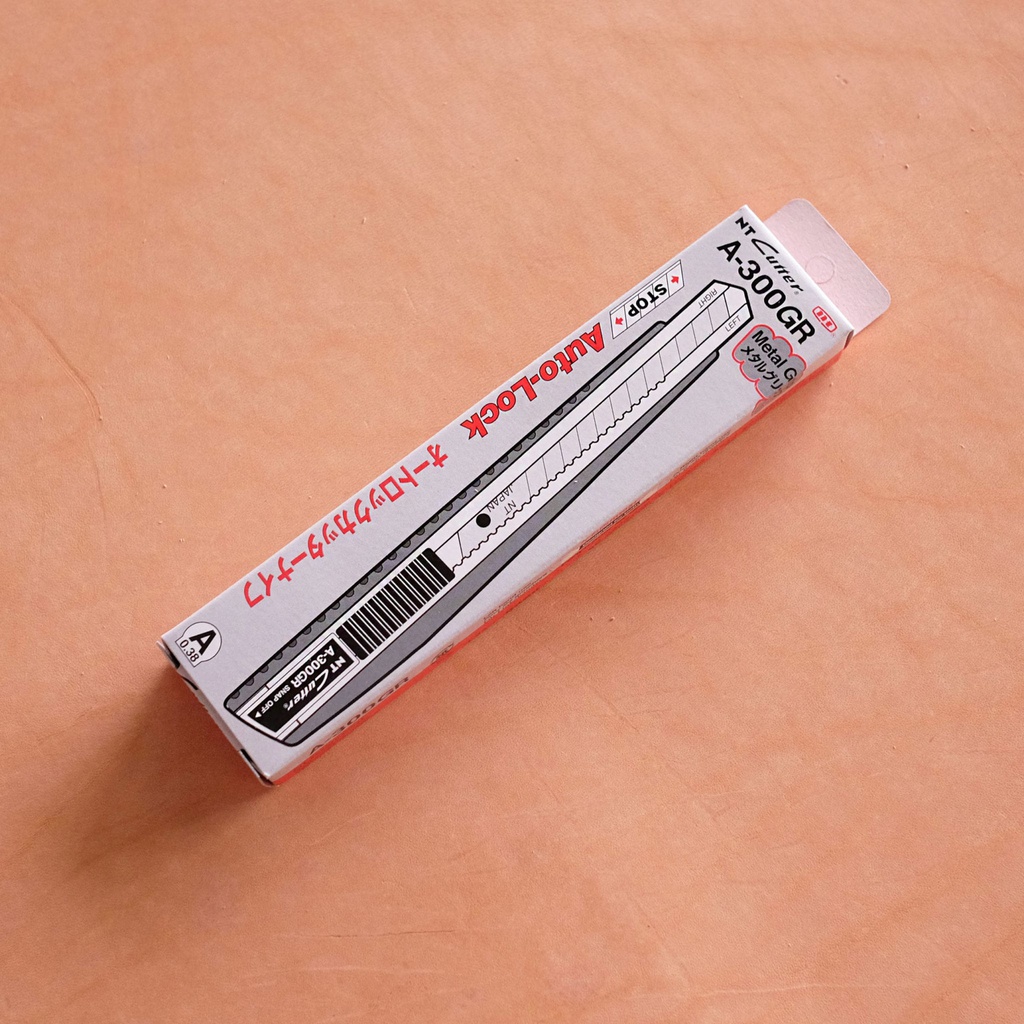 NT Cutter®
A-300GR
Metal G
メタルグリ
STOP
Auto-Lock
オートロックカッターナイフ
RIGHT
LEFT
NT
JAPAN
NT Cutter®
A-300GR
SNAP OFF
A
0.38
A-300GR